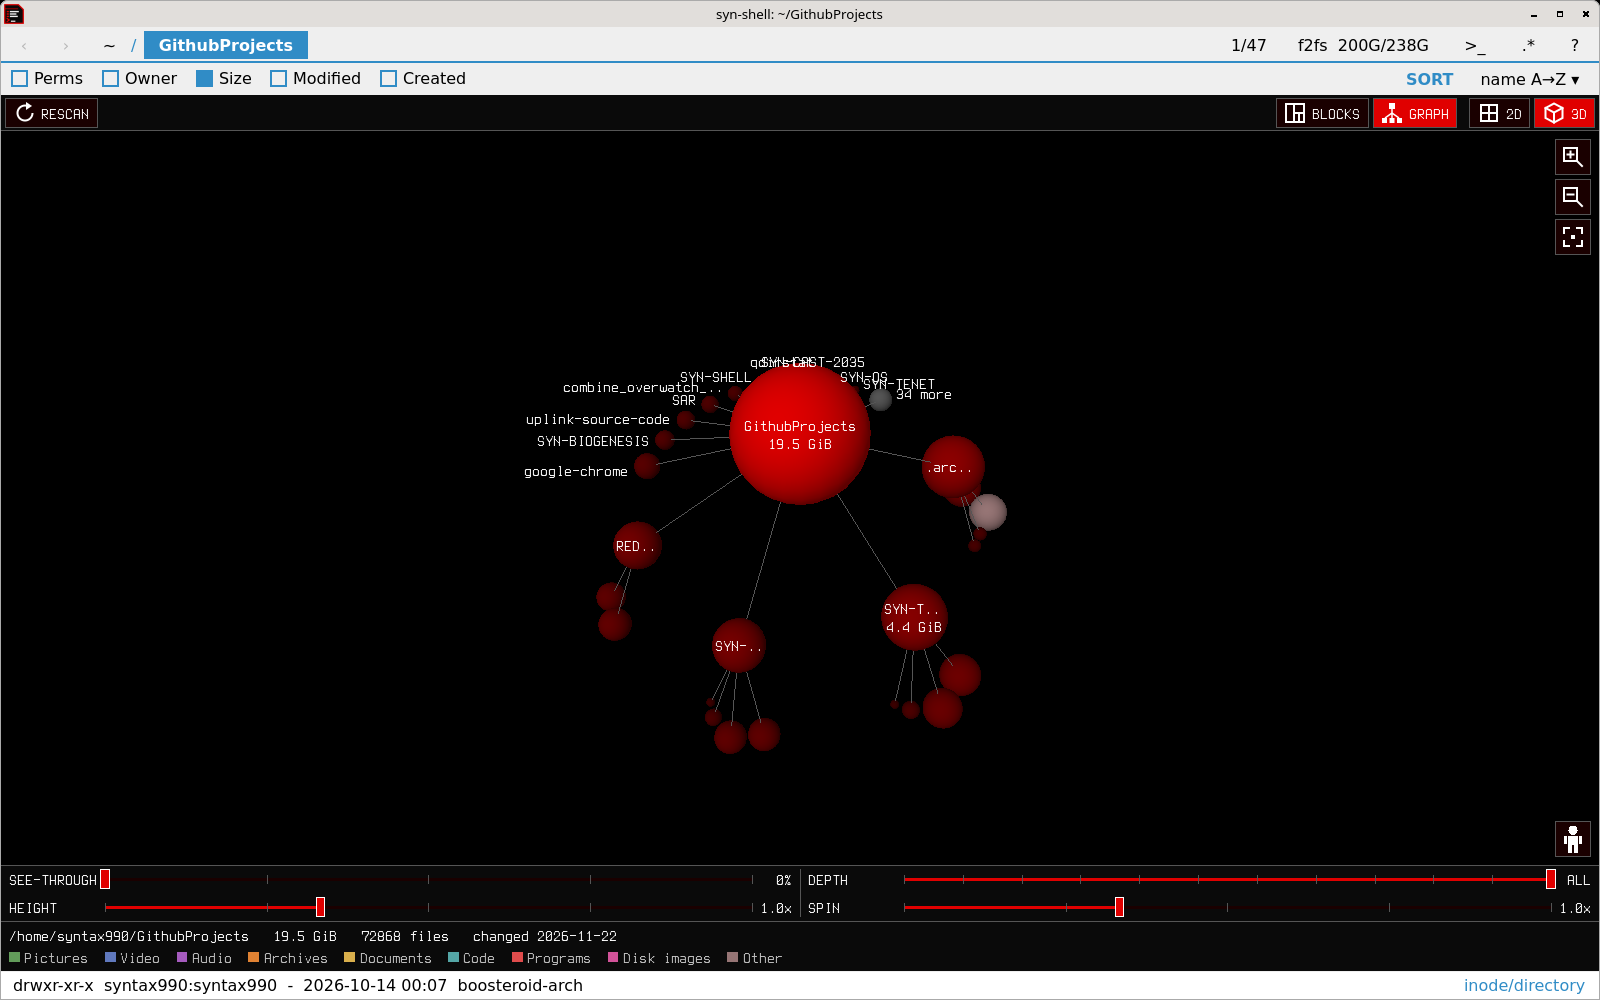 syn-shell: ~/GithubProjects
‹ › ~ / GithubProjects 1/47 f2fs 200G/238G >_ .* ?
Perms Owner Size Modified Created SORT name A→Z ▾
RESCAN BLOCKS GRAPH 2D 3D
SYN-COST-2035
SYN-SHELL SYN-OS
combine_overwatch_.. SYN-TENET
SAR 34 more
uplink-source-code
GithubProjects
SYN-BIOGENESIS
19.5 GiB
google-chrome
.arc..
RED..
SYN-T..
4.4 GiB
SYN-..
SEE-THROUGH 0% DEPTH ALL
HEIGHT 1.0x SPIN 1.0x
/home/syntax990/GithubProjects 19.5 GiB 72868 files changed 2026-11-22
Pictures Video Audio Archives Documents Code Programs Disk images Other
drwxr-xr-x syntax990:syntax990 - 2026-10-14 00:07 boosteroid-arch inode/directory